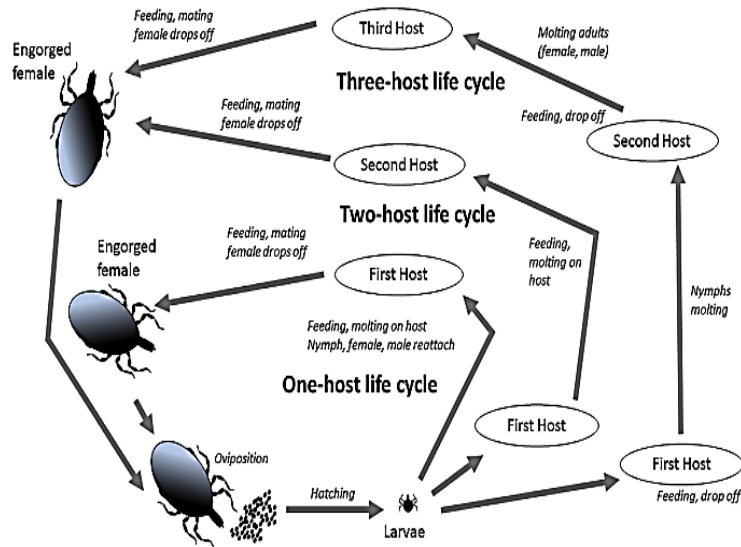 Feeding, mating
female drops off
Third Host
Molting adults
(female, male)
Engorged
female
Three-host life cycle
Feeding, mating
female drops off
Feeding, drop off
Second Host
Second Host
Two-host life cycle
Feeding, mating
female drops off
Engorged
female
First Host
Feeding,
molting on
host
Nymphs
molting
Feeding, molting on host
Nymph, female, male reattach
One-host life cycle
First Host
Oviposition
First Host
Feeding, drop off
Hatching
Larvae